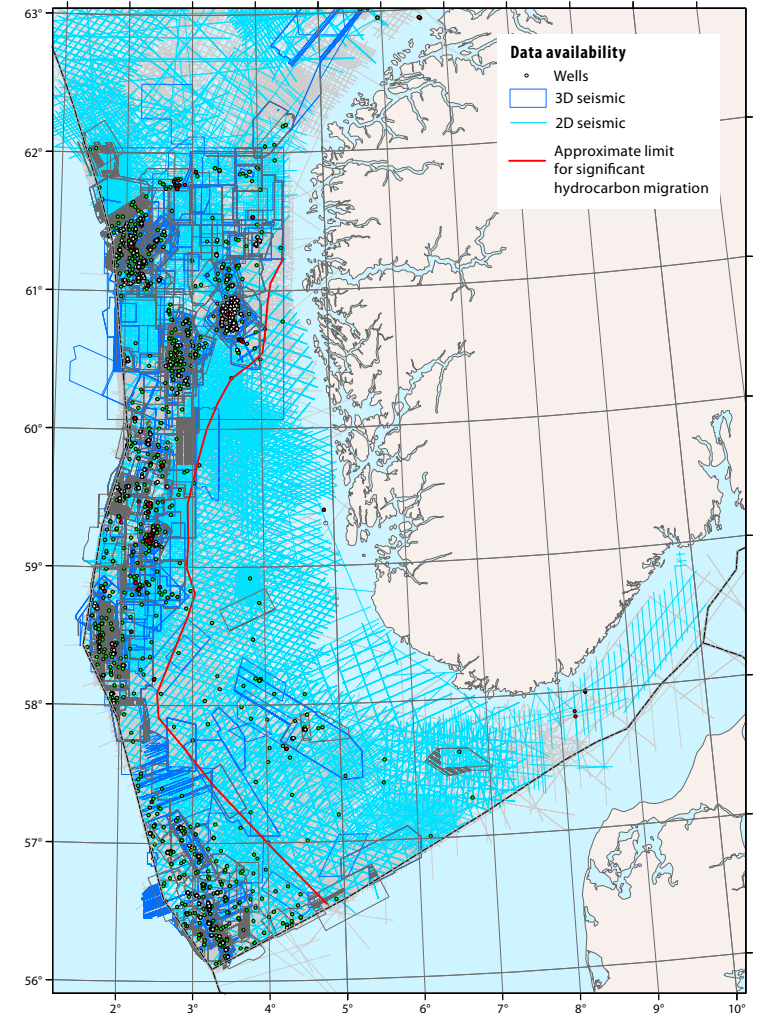 63°
Data availability
Wells
3D seismic
2D seismic
Approximate limit
for significant
hydrocarbon migration
62°
61°
60°
59°
58°
57°
56°
2° 3° 4° 5° 6° 7° 8° 9° 10°